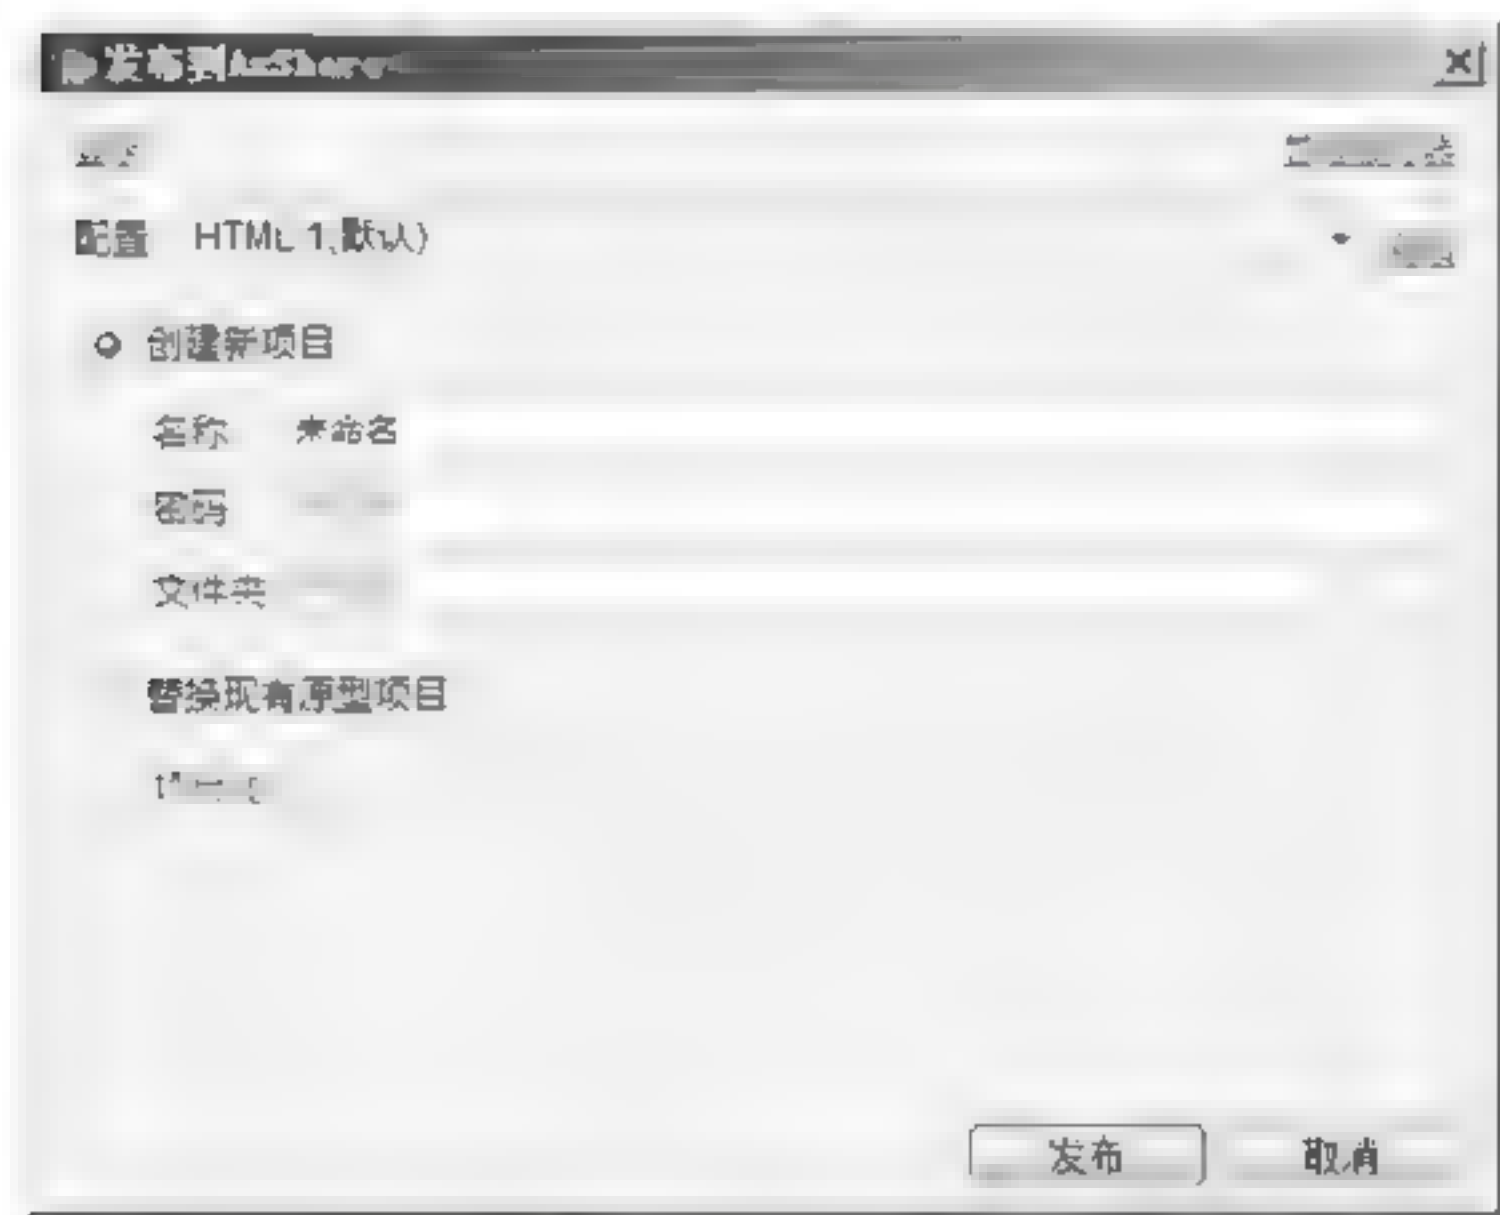 发布到AxShare
配置 HTML 1(默认)
创建新项目
名称 未命名
密码
文件夹
替换现有原型项目
发布 取消